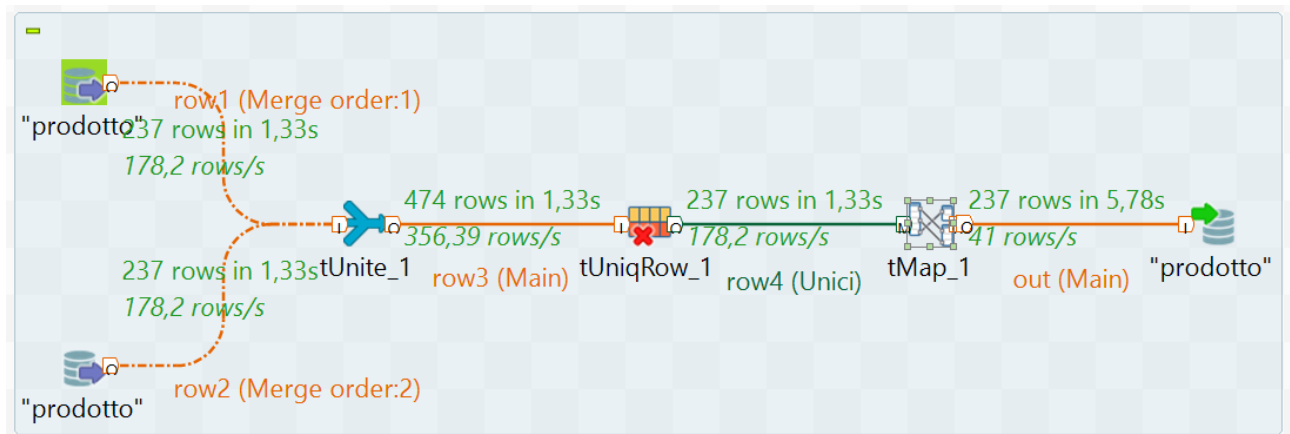 row1 (Merge order:1)
"prodotto"
237 rows in 1,33s
178,2 rows/s
474 rows in 1,33s
356,39 rows/s
237 rows in 1,33s
178,2 rows/s
237 rows in 5,78s
41 rows/s
tUnite_1
row3 (Main)
tUniqRow_1
row4 (Unici)
tMap_1
out (Main)
"prodotto"
237 rows in 1,33s
178,2 rows/s
row2 (Merge order:2)
"prodotto"